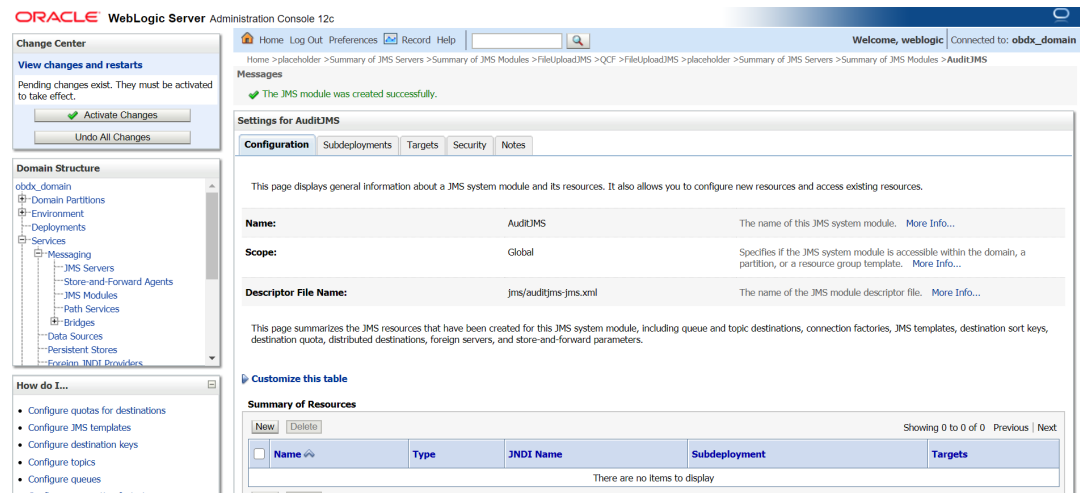 ORACLE WebLogic Server Administration Console 12c
Change Center
View changes and restarts
Pending changes exist. They must be activated
to take effect.
Activate Changes
Undo All Changes
Domain Structure
obdx_domain
Domain Partitions
Environment
Deployments
Services
Messaging
JMS Servers
Store-and-Forward Agents
JMS Modules
Path Services
Bridges
Data Sources
Persistent Stores
Foreign JNDI Providers
How do I...
Configure quotas for destinations
Configure JMS templates
Configure destination keys
Configure topics
Configure queues
Home Log Out Preferences Record Help
Welcome, weblogic Connected to: obdx_domain
Home >placeholder >Summary of JMS Servers >Summary of JMS Modules >FileUploadJMS >QCF >FileUploadJMS >placeholder >Summary of JMS Servers >Summary of JMS Modules >AuditJMS
Messages
The JMS module was created successfully.
Settings for AuditJMS
Configuration Subdeployments Targets Security Notes
This page displays general information about a JMS system module and its resources. It also allows you to configure new resources and access existing resources.
Name: AuditJMS The name of this JMS system module. More Info...
Scope: Global Specifies if the JMS system module is accessible within the domain, a
partition, or a resource group template. More Info...
Descriptor File Name: jms/auditjms-jms.xml The name of the JMS module descriptor file. More Info...
This page summarizes the JMS resources that have been created for this JMS system module, including queue and topic destinations, connection factories, JMS templates, destination sort keys,
destination quota, distributed destinations, foreign servers, and store-and-forward parameters.
Customize this table
Summary of Resources
New Delete Showing 0 to 0 of 0 Previous | Next
Name Type JNDI Name Subdeployment Targets
There are no items to display